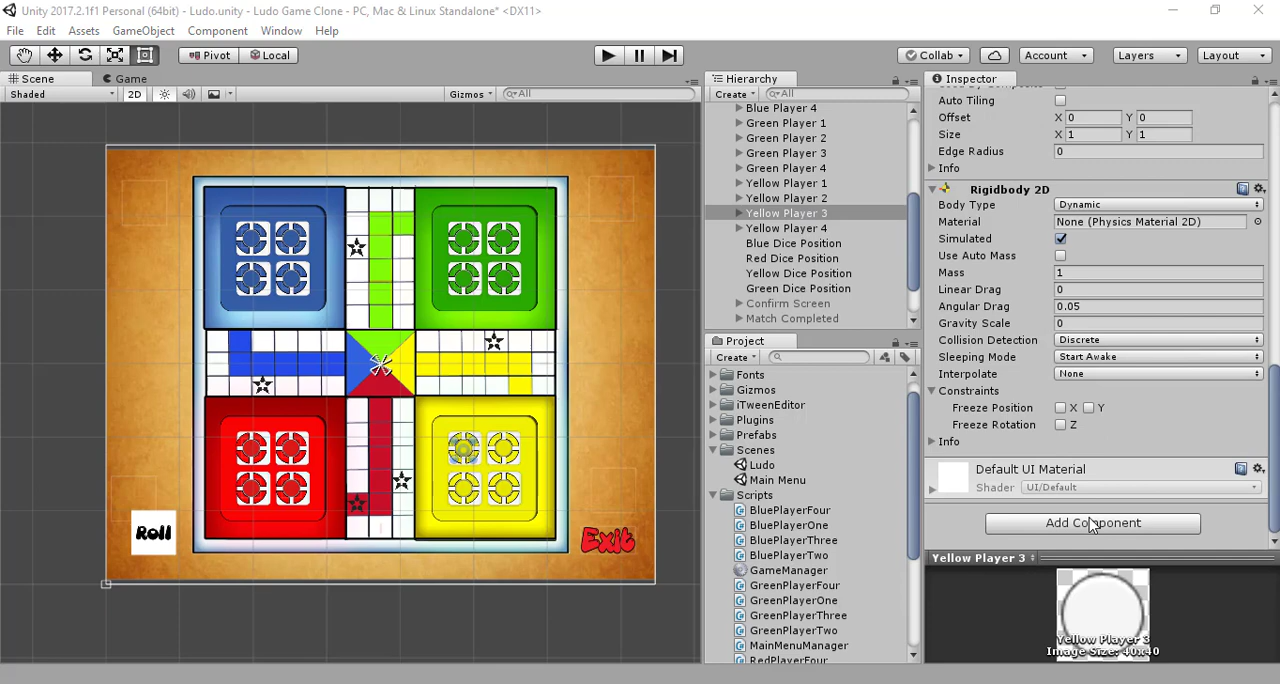 Unity 2017.2.1f1 Personal (64bit) - Ludo.unity - Ludo Game Clone - PC, Mac & Linux Standalone* <DX11>
File Edit Assets GameObject Component Window Help
Pivot Local Collab Account Layers Layout
Scene Game Hierarchy Inspector
Shaded 2D Gizmos All Create All
Blue Player 4
Green Player 1
Green Player 2
Green Player 3
Green Player 4
Yellow Player 1
Yellow Player 2
Yellow Player 3
Yellow Player 4
Blue Dice Position
Red Dice Position
Yellow Dice Position
Green Dice Position
Confirm Screen
Match Completed
Project
Create
Fonts
Gizmos
iTweenEditor
Plugins
Prefabs
Scenes
Ludo
Main Menu
Scripts
BluePlayerFour
BluePlayerOne
BluePlayerThree
BluePlayerTwo
GameManager
GreenPlayerFour
GreenPlayerOne
GreenPlayerThree
GreenPlayerTwo
MainMenuManager
RedPlayerFour
Auto Tiling
Offset X 0 Y 0
Size X 1 Y 1
Edge Radius 0
Info
Rigidbody 2D
Body Type Dynamic
Material None (Physics Material 2D)
Simulated
Use Auto Mass
Mass 1
Linear Drag 0
Angular Drag 0.05
Gravity Scale 0
Collision Detection Discrete
Sleeping Mode Start Awake
Interpolate None
Constraints
Freeze Position X Y
Freeze Rotation Z
Info
Default UI Material
Shader UI/Default
Add Component
Yellow Player 3
Yellow Player 3
Image Size: 40x40
Roll
Exit